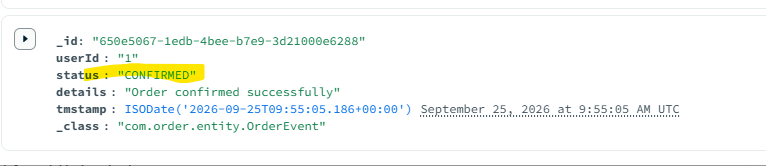 _id: "650e5067-1edb-4bee-b7e9-3d21000e6288"
userId : "1"
status : "CONFIRMED"
details : "Order confirmed successfully"
tmstamp : ISODate('2026-09-25T09:55:05.186+00:00') September 25, 2026 at 9:55:05 AM UTC
_class : "com.order.entity.OrderEvent"